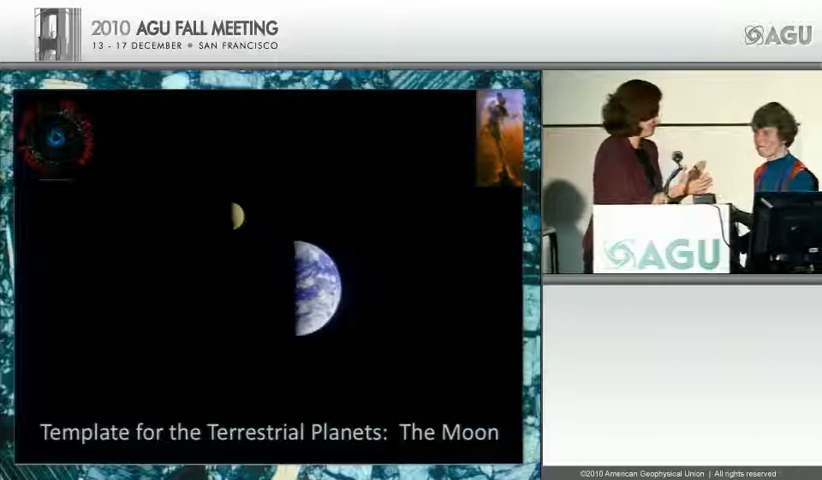 2010 AGU FALL MEETING
13 - 17 DECEMBER • SAN FRANCISCO
AGU
AGU
Template for the Terrestrial Planets: The Moon
©2010 American Geophysical Union | All rights reserved